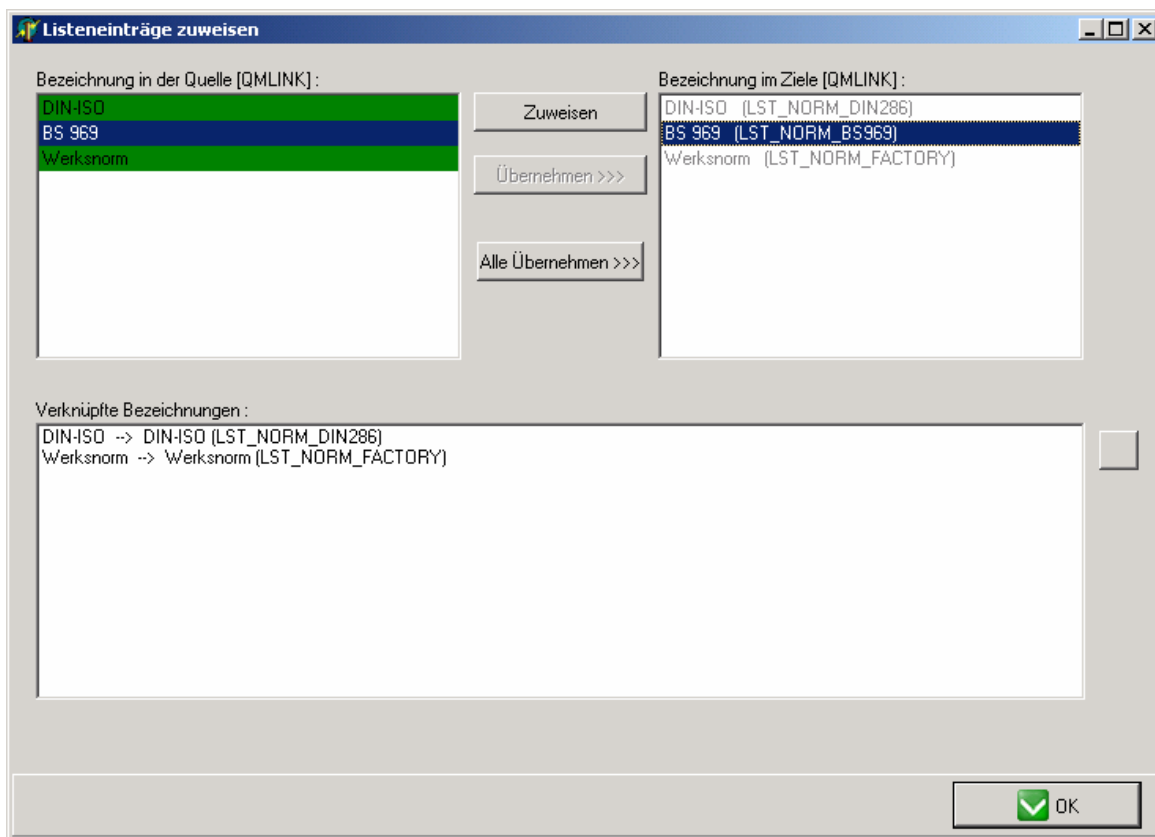 Listeneinträge zuweisen
Bezeichnung in der Quelle [QMLINK] :
DIN-ISO
BS 969
Werksnorm
Zuweisen
Übernehmen >>>
Alle Übernehmen >>>
Bezeichnung im Ziele [QMLINK] :
DIN-ISO (LST_NORM_DIN286)
BS 969 (LST_NORM_BS969)
Werksnorm (LST_NORM_FACTORY)
Verknüpfte Bezeichnungen :
DIN-ISO --> DIN-ISO (LST_NORM_DIN286)
Werksnorm --> Werksnorm (LST_NORM_FACTORY)
OK